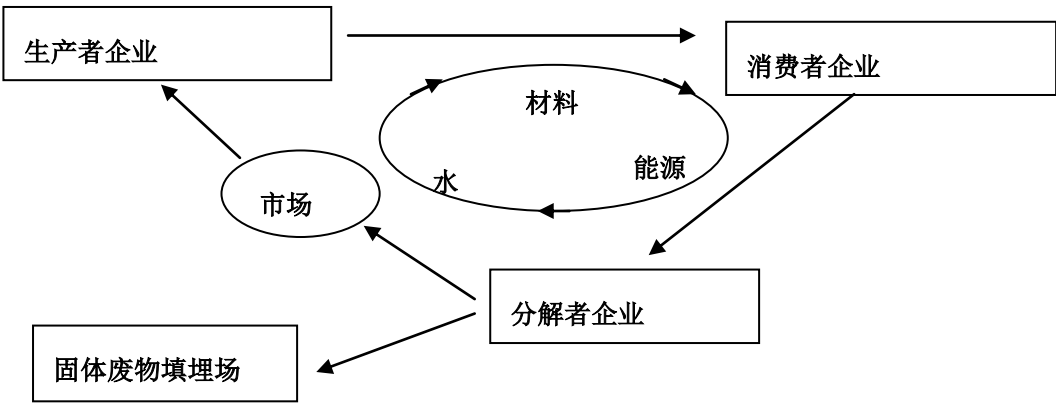 生产者企业
消费者企业
材料
能源
水
市场
分解者企业
固体废物填埋场